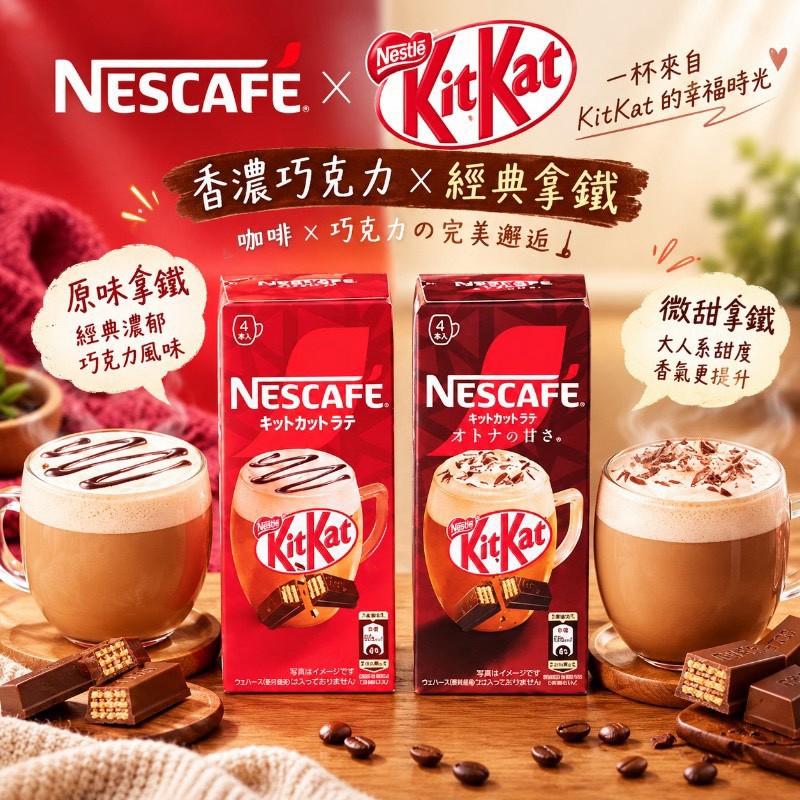 NESCAFÉ × Nestlé KitKat
一杯來自
KitKat 的幸福時光
香濃巧克力 × 經典拿鐵
咖啡 × 巧克力の完美邂逅
原味拿鐵
經典濃郁
巧克力風味
4
本入
NESCAFÉ
キットカットラテ
Nestlé
KitKat
写真はイメージです
4
本入
NESCAFÉ
キットカットラテ
オトナの甘さ
Nestlé
KitKat
写真はイメージです
微甜拿鐵
大人系甜度
香氣更提升